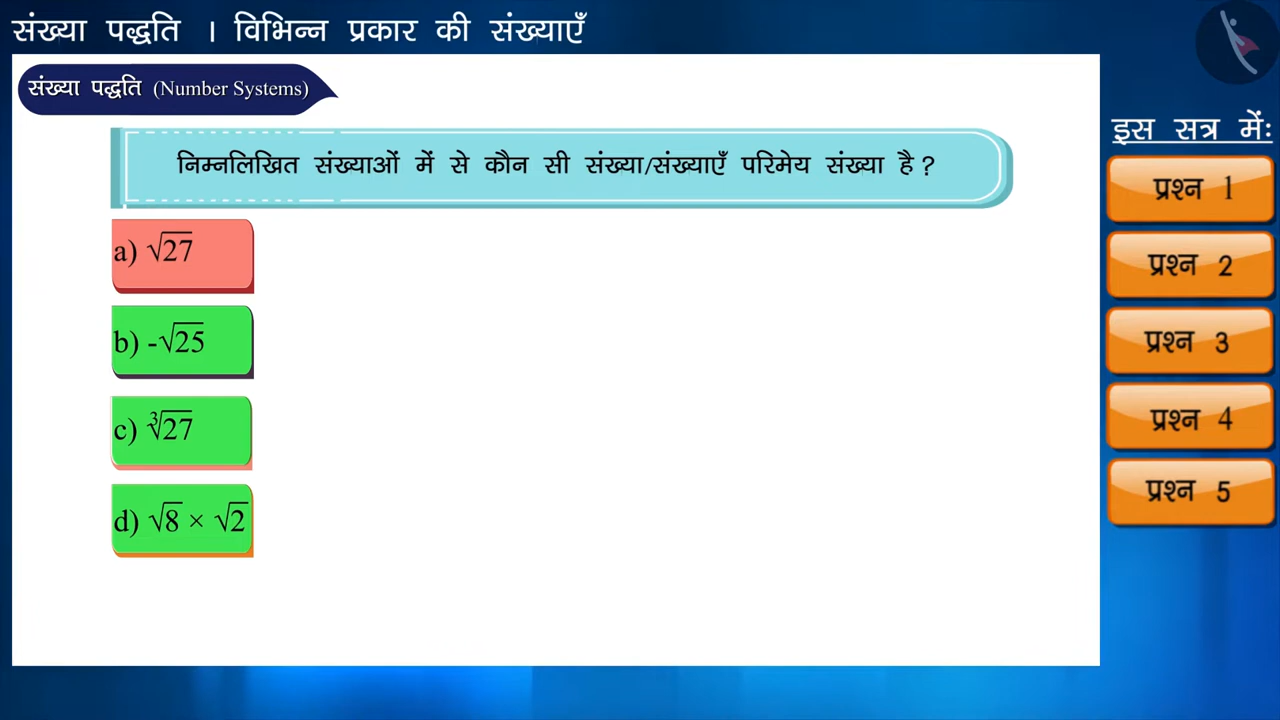 संख्या पद्धति । विभिन्न प्रकार की संख्याएँ
संख्या पद्धति (Number Systems)
निम्नलिखित संख्याओं में से कौन सी संख्या/संख्याएँ परिमेय संख्या है ?
a) √27
b) -√25
c) ∛27
d) √8 × √2
इस सत्र में:
प्रश्न 1
प्रश्न 2
प्रश्न 3
प्रश्न 4
प्रश्न 5